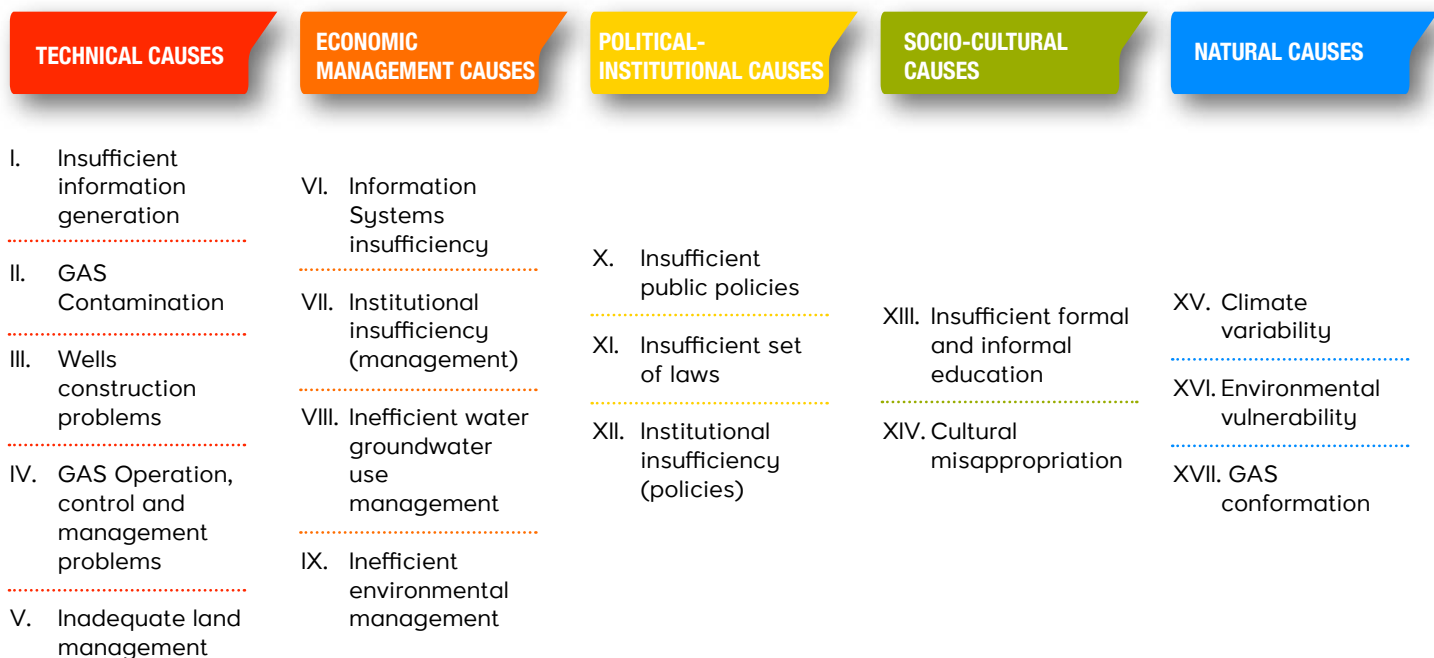 TECHNICAL CAUSES
I. Insufficient
information
generation
II. GAS
Contamination
III. Wells
construction
problems
IV. GAS Operation,
control and
management
problems
V. Inadequate land
management
ECONOMIC
MANAGEMENT CAUSES
VI. Information
Systems
insufficiency
VII. Institutional
insufficiency
(management)
VIII. Inefficient water
groundwater
use
management
IX. Inefficient
environmental
management
POLITICAL-
INSTITUTIONAL CAUSES
X. Insufficient
public policies
XI. Insufficient set
of laws
XII. Institutional
insufficiency
(policies)
SOCIO-CULTURAL
CAUSES
XIII. Insufficient formal
and informal
education
XIV. Cultural
misappropriation
NATURAL CAUSES
XV. Climate
variability
XVI. Environmental
vulnerability
XVII. GAS
conformation